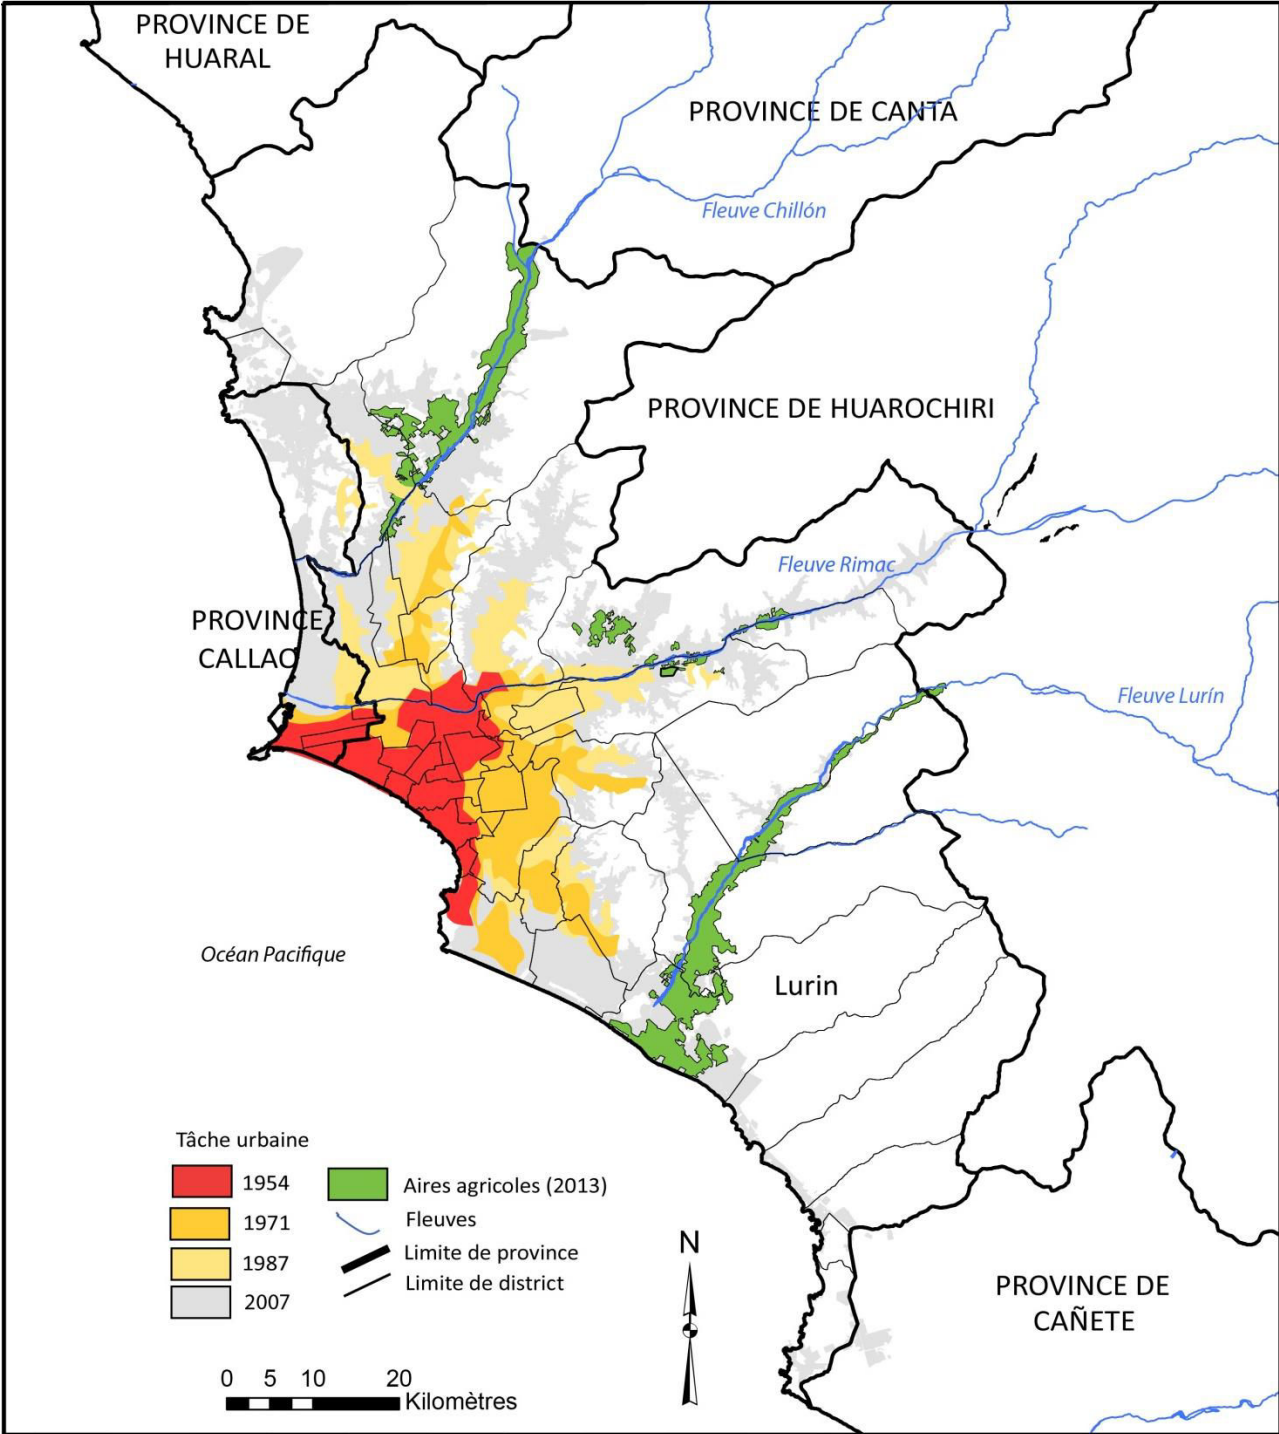 PROVINCE DE
HUARAL
PROVINCE DE CANTA
Fleuve Chillón
PROVINCE DE HUAROCHIRI
Fleuve Rimac
PROVINCE
CALLAO
Fleuve Lurín
Océan Pacifique
Lurin
Tâche urbaine
1954
1971
1987
2007
Aires agricoles (2013)
Fleuves
Limite de province
Limite de district
N
PROVINCE DE
CAÑETE
0 5 10 20
Kilomètres